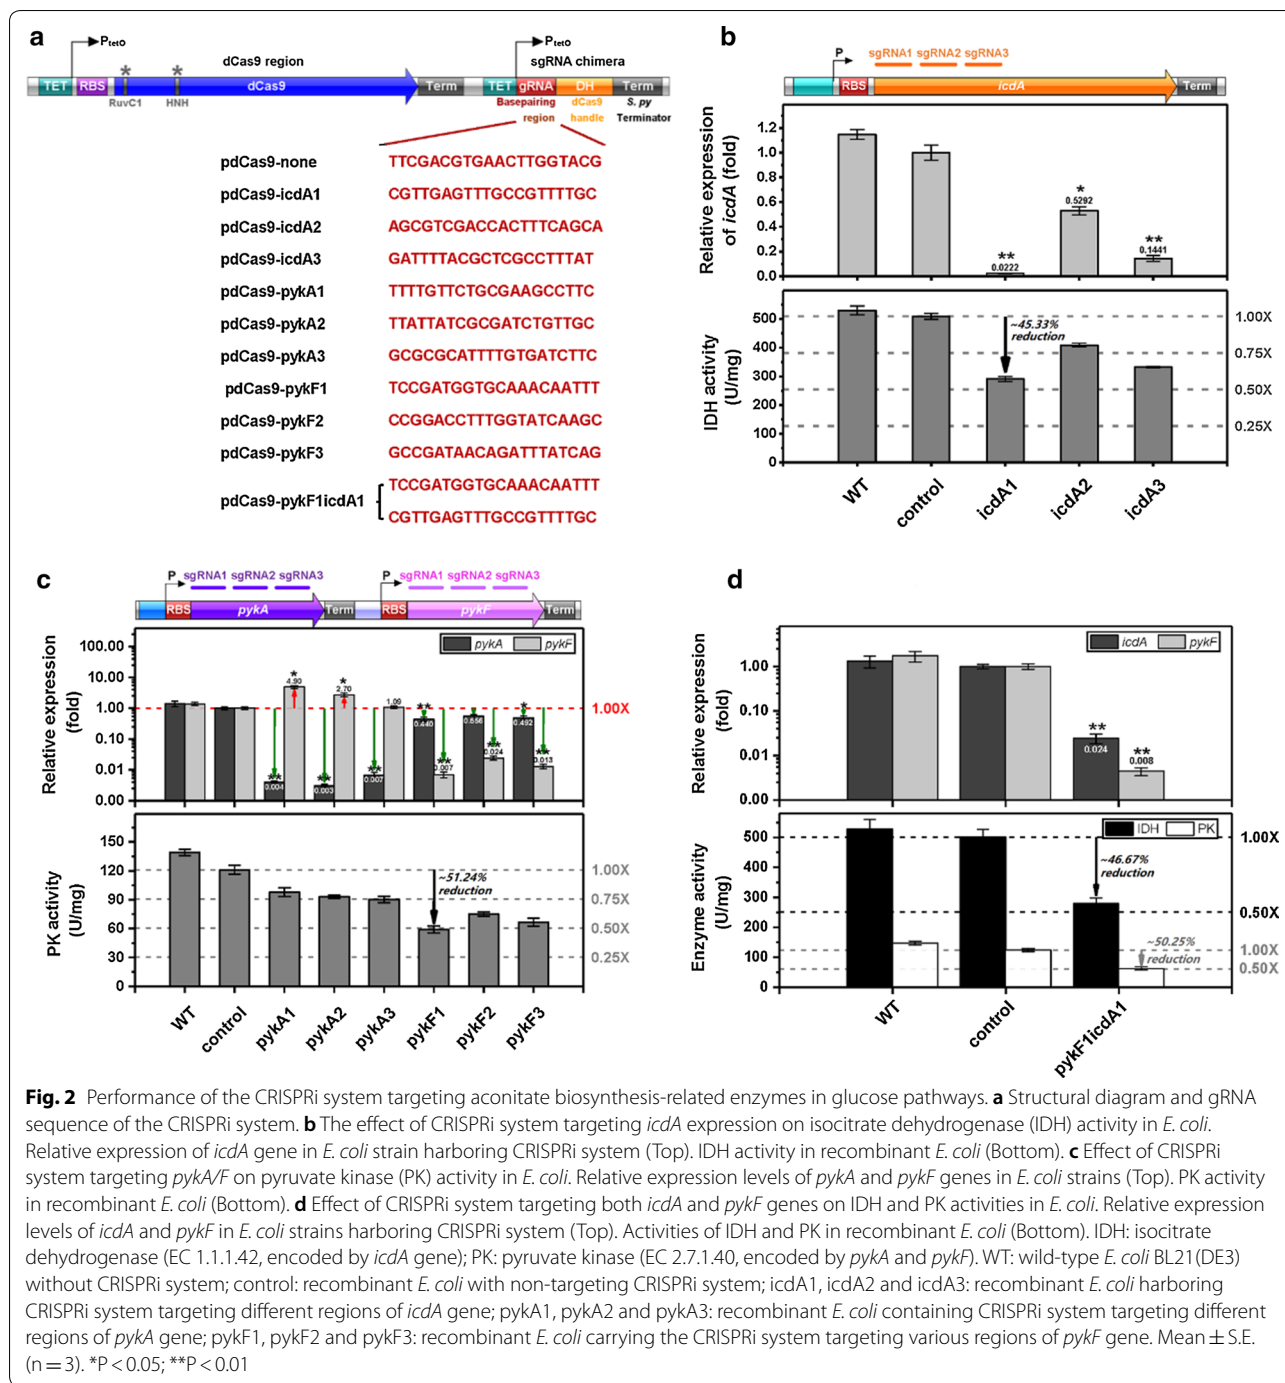 a
P_tetO
P_tetO
dCas9 region
sgRNA chimera
TET RBS dCas9 Term TET gRNA DH Term
* *
RuvC1 HNH
Basepairing region
dCas9 handle
S. py Terminator
pdCas9-none TTCGACGTGAACTTGGTACG
pdCas9-icdA1 CGTTGAGTTTGCCGTTTTGC
pdCas9-icdA2 AGCGTCGACCACTTTCAGCA
pdCas9-icdA3 GATTTTACGCTCGCCTTTAT
pdCas9-pykA1 TTTTGTTCTGCGAAGCCTTC
pdCas9-pykA2 TTATTATCGCGATCTGTTGC
pdCas9-pykA3 GCGCGCATTTTGTGATCTTC
pdCas9-pykF1 TCCGATGGTGCAAACAATTT
pdCas9-pykF2 CCGGACCTTTGGTATCAAGC
pdCas9-pykF3 GCCGATAACAGATTTATCAG
pdCas9-pykF1icdA1 TCCGATGGTGCAAACAATTT
CGTTGAGTTTGCCGTTTTGC
b
sgRNA1 sgRNA2 sgRNA3
P
RBS icdA Term
Relative expression
of icdA (fold)
1.2
1.0
0.8
0.6
0.4
0.2
0.0
** 0.0222
* 0.5292
** 0.1441
IDH activity
(U/mg)
500
400
300
200
100
0
~45.33%
reduction
1.00X
0.75X
0.50X
0.25X
WT control icdA1 icdA2 icdA3
c
P sgRNA1 sgRNA2 sgRNA3 P sgRNA1 sgRNA2 sgRNA3
RBS pykA Term RBS pykF Term
Relative expression
(fold)
100.00
10.00
1.00
0.10
0.01
0.00
pykA pykF
1.00X
** 0.004
* 4.90
** 0.003
* 2.70
** 0.007
1.09
** 0.440
** 0.007
0.556
** 0.024
* 0.492
** 0.013
PK activity
(U/mg)
150
120
90
60
30
0
~51.24%
reduction
1.00X
0.75X
0.50X
0.25X
WT control pykA1 pykA2 pykA3 pykF1 pykF2 pykF3
d
Relative expression
(fold)
1.00
0.10
0.01
0.00
icdA pykF
** 0.024
** 0.008
Enzyme activity
(U/mg)
500
400
300
200
100
0
IDH PK
~46.67%
reduction
~50.25%
reduction
1.00X
0.50X
1.00X
0.50X
WT control pykF1icdA1
Fig. 2 Performance of the CRISPRi system targeting aconitate biosynthesis-related enzymes in glucose pathways. a Structural diagram and gRNA
sequence of the CRISPRi system. b The effect of CRISPRi system targeting icdA expression on isocitrate dehydrogenase (IDH) activity in E. coli.
Relative expression of icdA gene in E. coli strain harboring CRISPRi system (Top). IDH activity in recombinant E. coli (Bottom). c Effect of CRISPRi
system targeting pykA/F on pyruvate kinase (PK) activity in E. coli. Relative expression levels of pykA and pykF genes in E. coli strains (Top). PK activity
in recombinant E. coli (Bottom). d Effect of CRISPRi system targeting both icdA and pykF genes on IDH and PK activities in E. coli. Relative expression
levels of icdA and pykF in E. coli strains harboring CRISPRi system (Top). Activities of IDH and PK in recombinant E. coli (Bottom). IDH: isocitrate
dehydrogenase (EC 1.1.1.42, encoded by icdA gene); PK: pyruvate kinase (EC 2.7.1.40, encoded by pykA and pykF). WT: wild-type E. coli BL21(DE3)
without CRISPRi system; control: recombinant E. coli with non-targeting CRISPRi system; icdA1, icdA2 and icdA3: recombinant E. coli harboring
CRISPRi system targeting different regions of icdA gene; pykA1, pykA2 and pykA3: recombinant E. coli containing CRISPRi system targeting different
regions of pykA gene; pykF1, pykF2 and pykF3: recombinant E. coli carrying the CRISPRi system targeting various regions of pykF gene. Mean ± S.E.
(n = 3). *P < 0.05; **P < 0.01